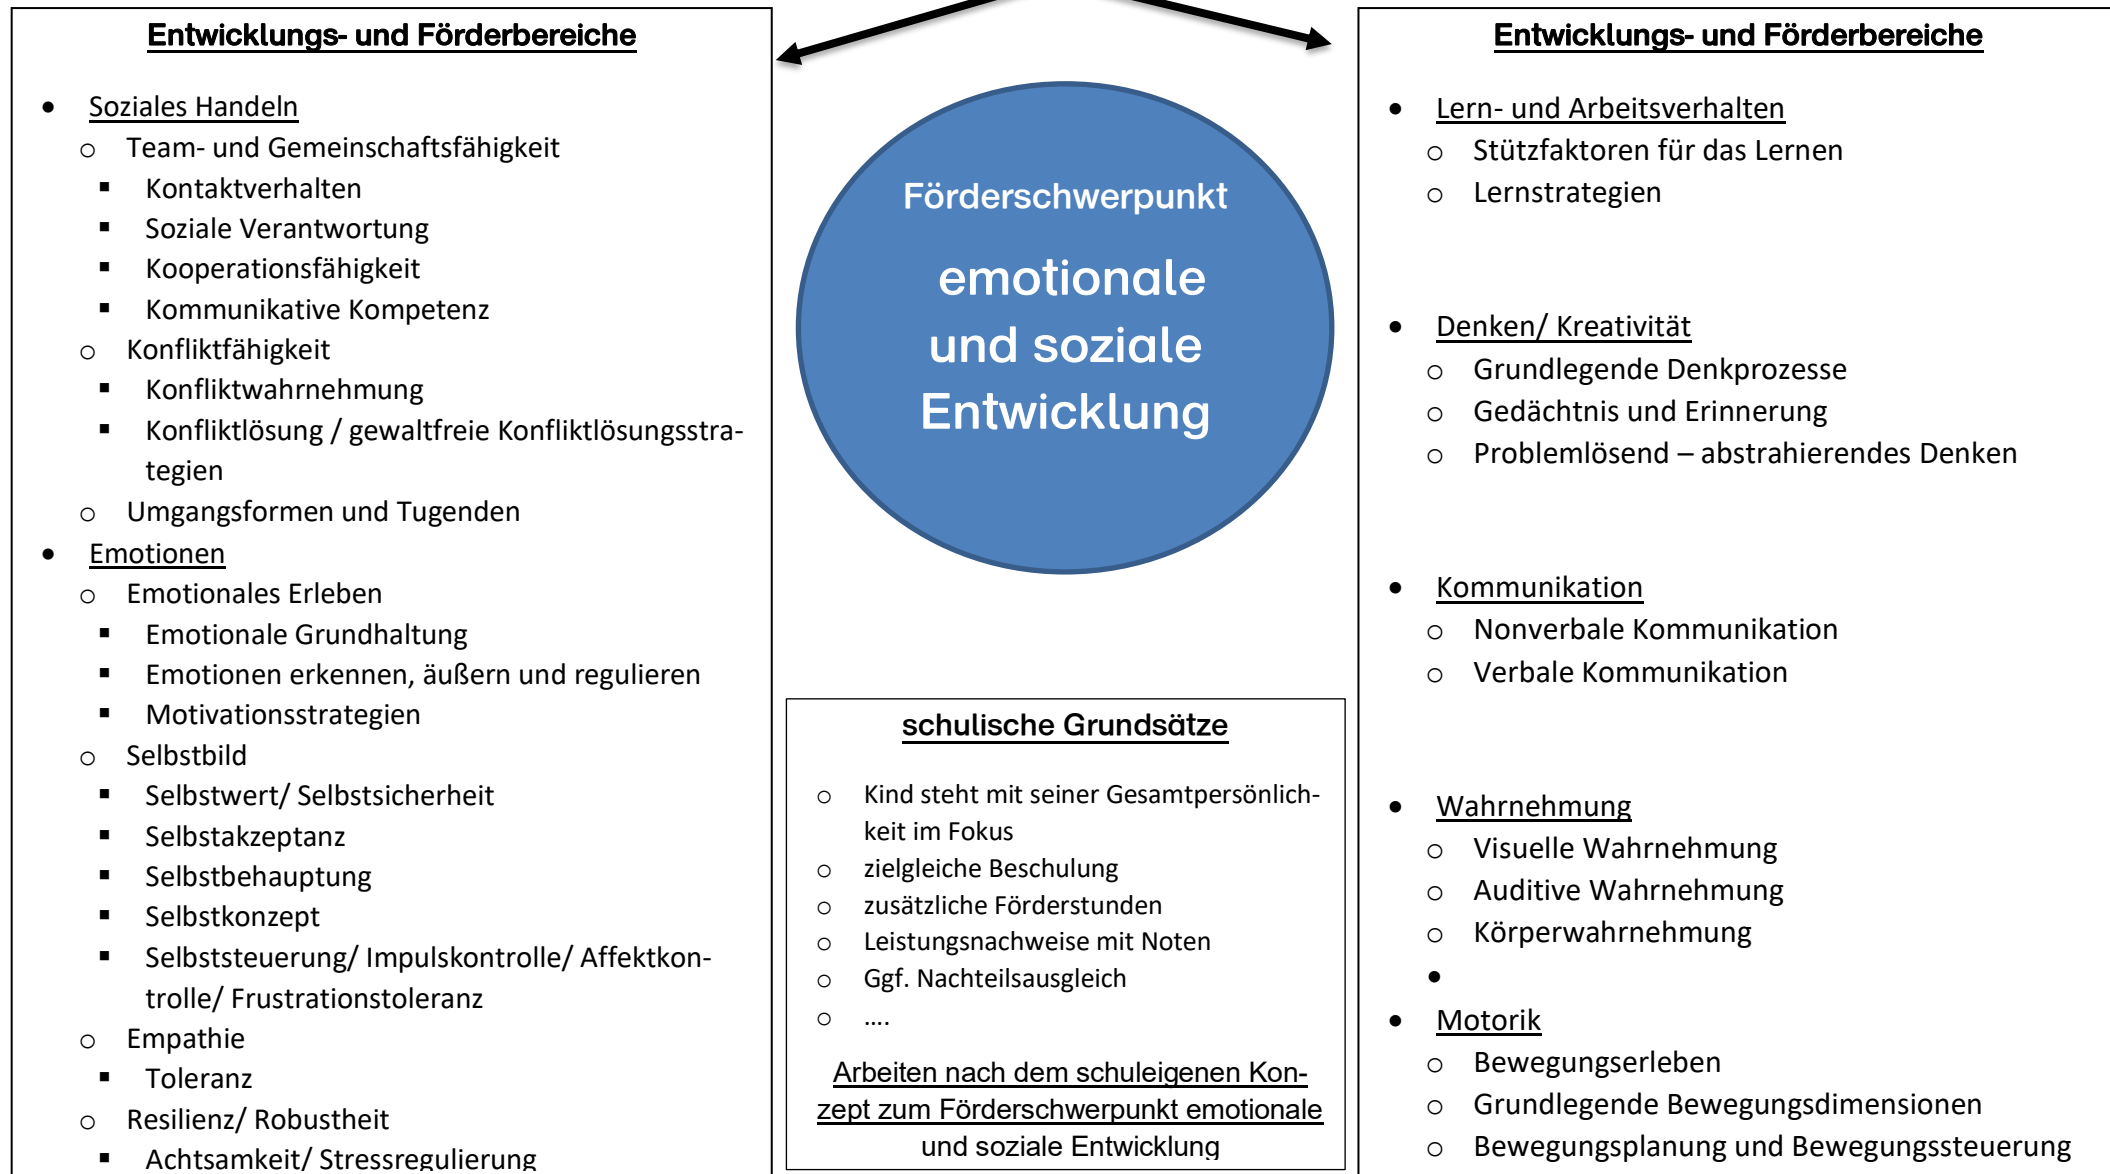 Entwicklungs- und Förderbereiche
• Soziales Handeln
o Team- und Gemeinschaftsfähigkeit
▪ Kontaktverhalten
▪ Soziale Verantwortung
▪ Kooperationsfähigkeit
▪ Kommunikative Kompetenz
o Konfliktfähigkeit
▪ Konfliktwahrnehmung
▪ Konfliktlösung / gewaltfreie Konfliktlösungsstra-
tegien
o Umgangsformen und Tugenden
• Emotionen
o Emotionales Erleben
▪ Emotionale Grundhaltung
▪ Emotionen erkennen, äußern und regulieren
▪ Motivationsstrategien
o Selbstbild
▪ Selbstwert/ Selbstsicherheit
▪ Selbstakzeptanz
▪ Selbstbehauptung
▪ Selbstkonzept
▪ Selbststeuerung/ Impulskontrolle/ Affektkon-
trolle/ Frustrationstoleranz
o Empathie
▪ Toleranz
o Resilienz/ Robustheit
▪ Achtsamkeit/ Stressregulierung
Förderschwerpunkt
emotionale
und soziale
Entwicklung
schulische Grundsätze
o Kind steht mit seiner Gesamtpersönlich-
keit im Fokus
o zielgleiche Beschulung
o zusätzliche Förderstunden
o Leistungsnachweise mit Noten
o Ggf. Nachteilsausgleich
o ....
Arbeiten nach dem schuleigenen Kon-
zept zum Förderschwerpunkt emotionale
und soziale Entwicklung
Entwicklungs- und Förderbereiche
• Lern- und Arbeitsverhalten
o Stützfaktoren für das Lernen
o Lernstrategien
• Denken/ Kreativität
o Grundlegende Denkprozesse
o Gedächtnis und Erinnerung
o Problemlösend – abstrahierendes Denken
• Kommunikation
o Nonverbale Kommunikation
o Verbale Kommunikation
• Wahrnehmung
o Visuelle Wahrnehmung
o Auditive Wahrnehmung
o Körperwahrnehmung
•
• Motorik
o Bewegungserleben
o Grundlegende Bewegungsdimensionen
o Bewegungsplanung und Bewegungssteuerung